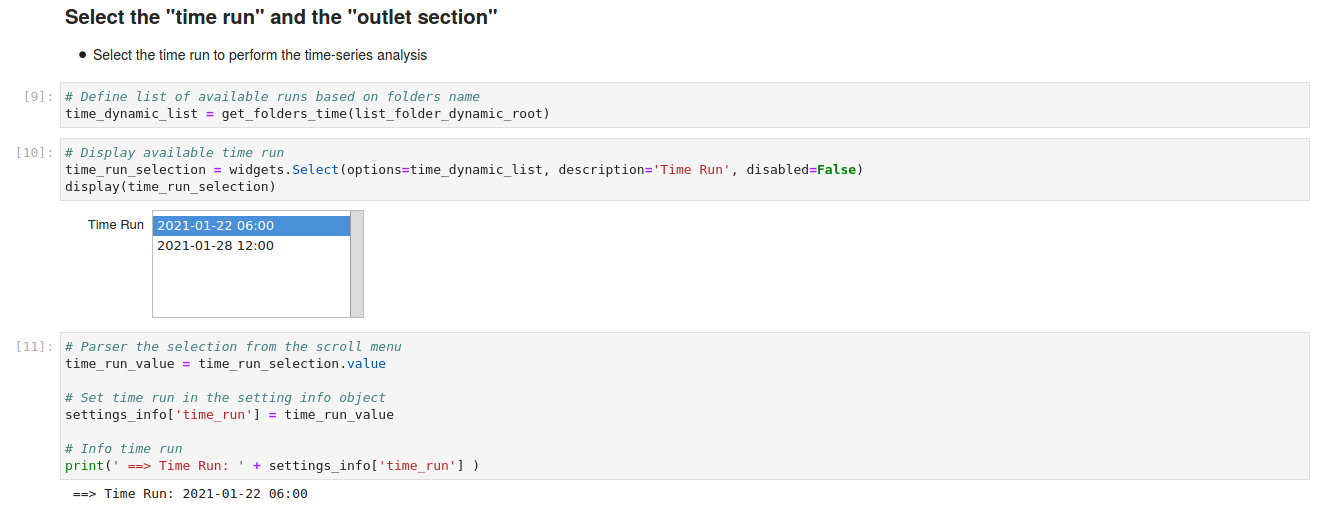 Select the "time run" and the "outlet section"
● Select the time run to perform the time-series analysis
[9]:
# Define list of available runs based on folders name
time_dynamic_list = get_folders_time(list_folder_dynamic_root)
[10]:
# Display available time run
time_run_selection = widgets.Select(options=time_dynamic_list, description='Time Run', disabled=False)
display(time_run_selection)
Time Run
2021-01-22 06:00
2021-01-28 12:00
[11]:
# Parser the selection from the scroll menu
time_run_value = time_run_selection.value
# Set time run in the setting info object
settings_info['time_run'] = time_run_value
# Info time run
print(' ==> Time Run: ' + settings_info['time_run'] )
==> Time Run: 2021-01-22 06:00